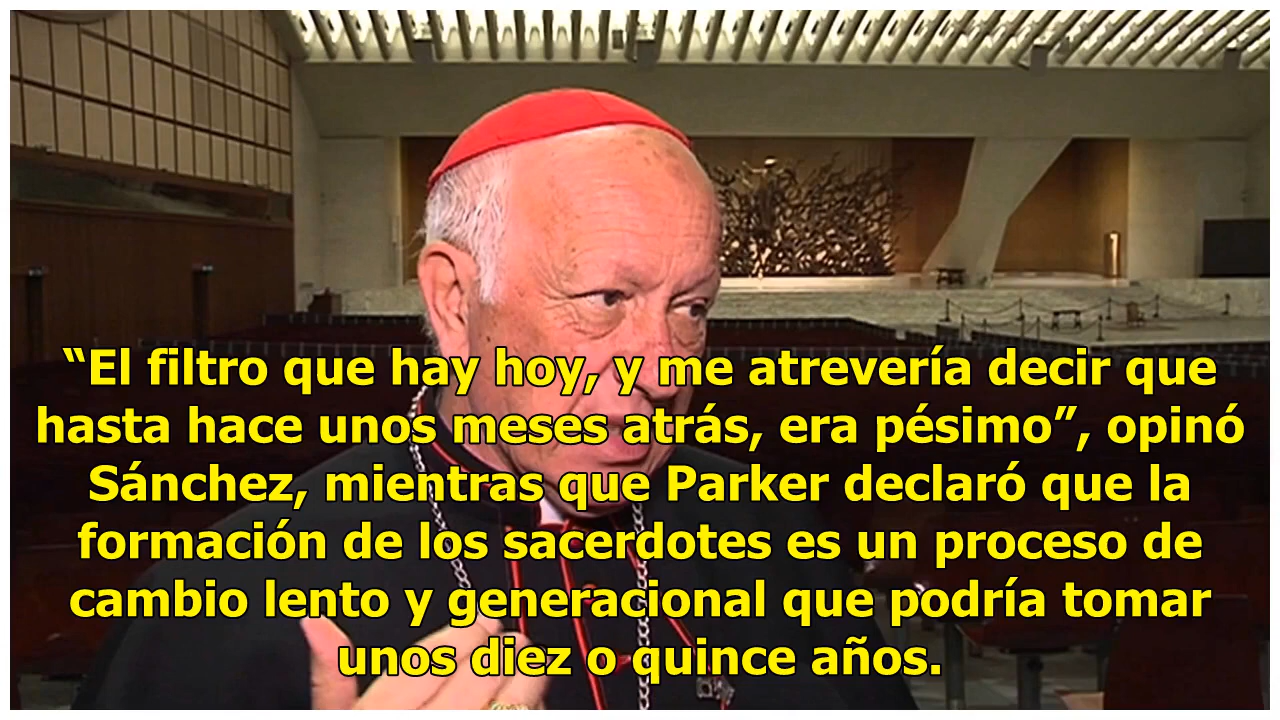 “El filtro que hay hoy, y me atrevería decir que
hasta hace unos meses atrás, era pésimo”, opinó
Sánchez, mientras que Parker declaró que la
formación de los sacerdotes es un proceso de
cambio lento y generacional que podría tomar
unos diez o quince años.